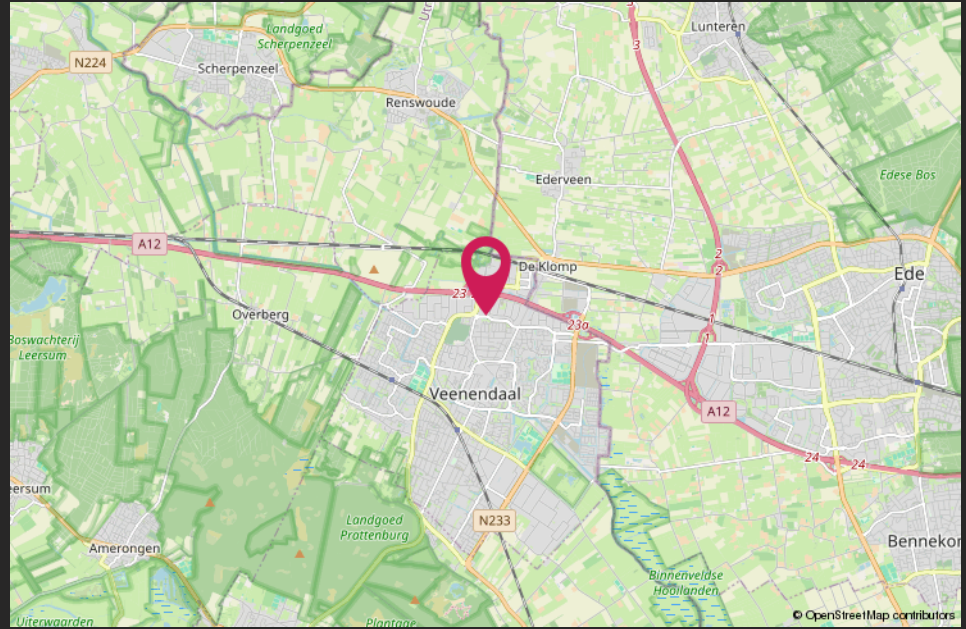 Lunteren
Landgoed
Scherpenzeel
3
N224
Scherpenzeel
Renswoude
Ederveen
Edese Bos
A12
2
2
De Klomp
Ede
23
Overberg
1
23a
1
Boswachterij
Leersum
Veenendaal
A12
24
24
eersum
N233
Landgoed
Prattenburg
Amerongen
Bennekom
Binnenveldse
Hooilanden
Uiterwaarden
Plantage
© OpenStreetMap contributors